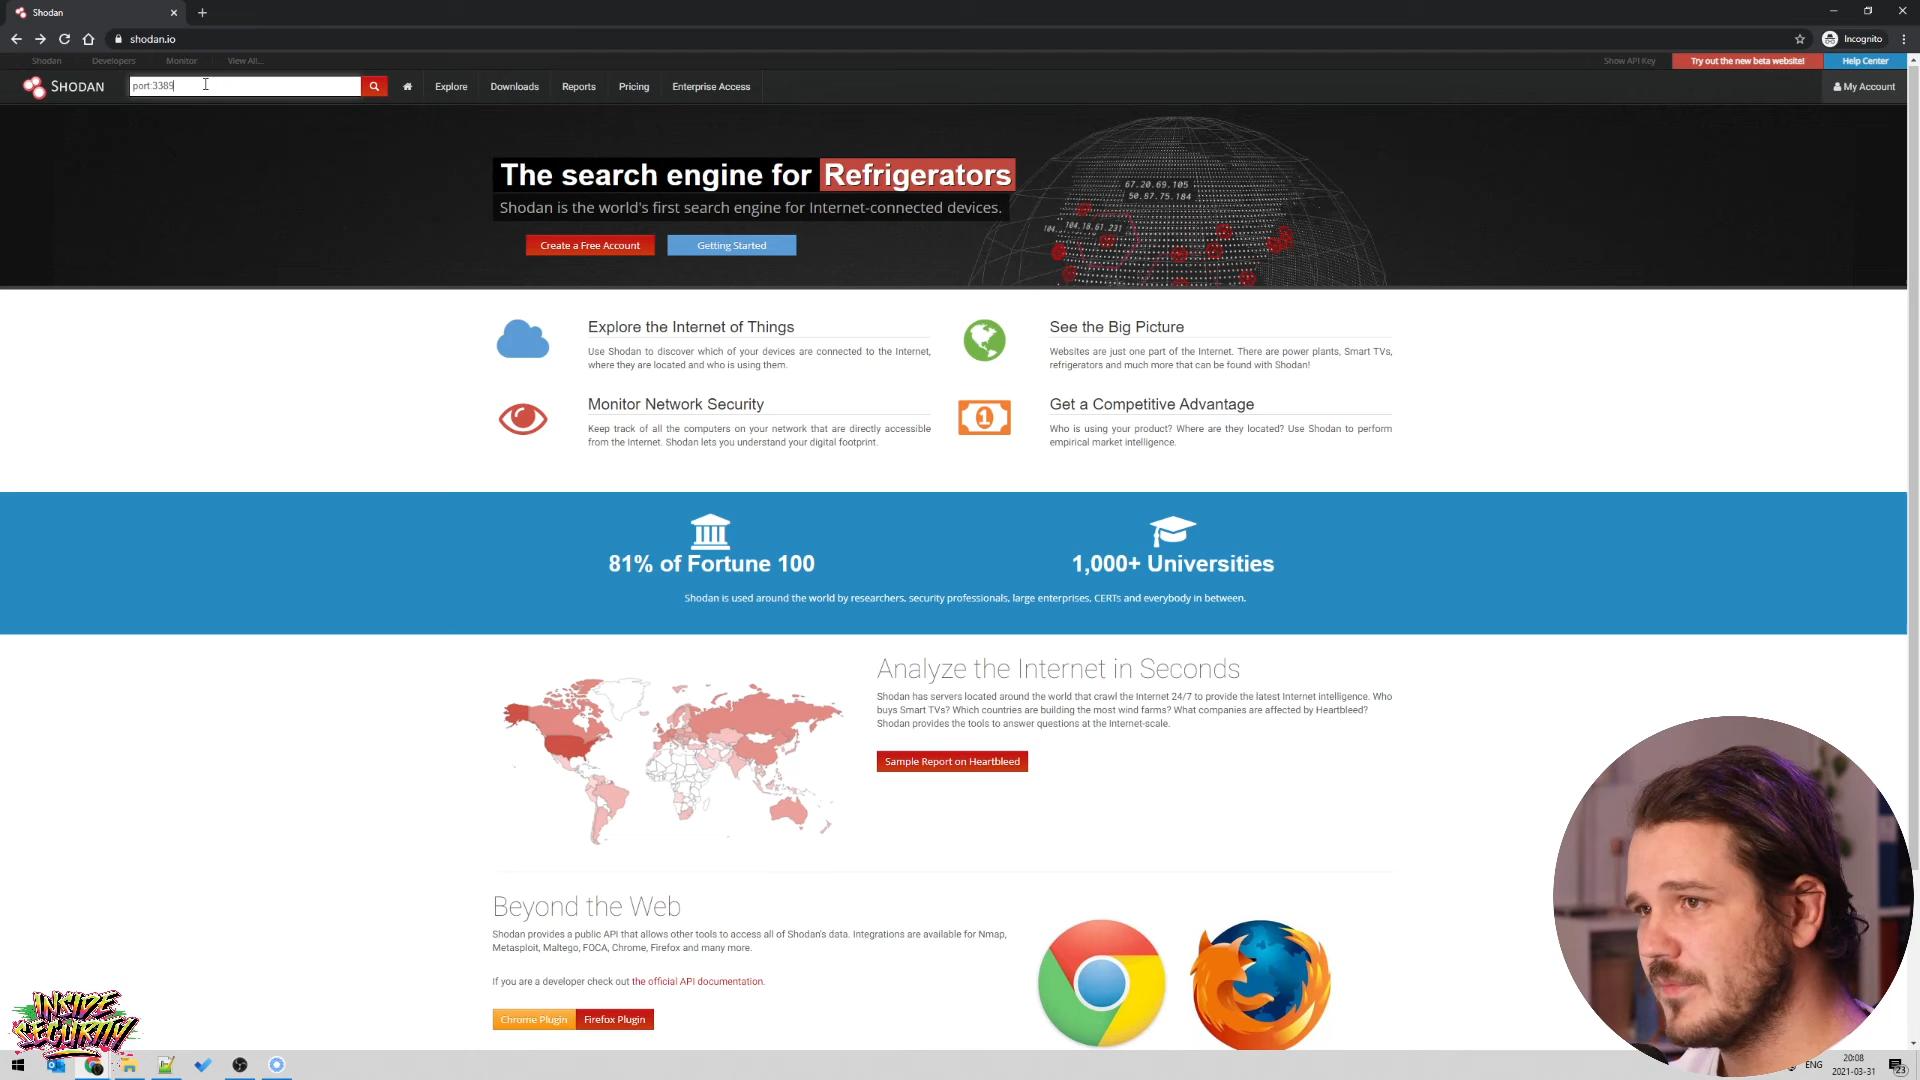 Shodan
shodan.io
Incognito
Shodan
Developers
Monitor
View All...
Show API Key
Try out the new beta website!
Help Center
SHODAN
port:3389
Explore
Downloads
Reports
Pricing
Enterprise Access
My Account
The search engine for Refrigerators
Shodan is the world's first search engine for Internet-connected devices.
Create a Free Account
Getting Started
67.20.69.105
50.87.75.184
104.
104.18.61.231
Explore the Internet of Things
Use Shodan to discover which of your devices are connected to the Internet,
where they are located and who is using them.
See the Big Picture
Websites are just one part of the Internet. There are power plants, Smart TVs,
refrigerators and much more that can be found with Shodan!
Monitor Network Security
Keep track of all the computers on your network that are directly accessible
from the Internet. Shodan lets you understand your digital footprint.
1
Get a Competitive Advantage
Who is using your product? Where are they located? Use Shodan to perform
empirical market intelligence.
81% of Fortune 100
1,000+ Universities
Shodan is used around the world by researchers, security professionals, large enterprises, CERTs and everybody in between.
Analyze the Internet in Seconds
Shodan has servers located around the world that crawl the Internet 24/7 to provide the latest Internet intelligence. Who
buys Smart TVs? Which countries are building the most wind farms? What companies are affected by Heartbleed?
Shodan provides the tools to answer questions at the Internet-scale.
Sample Report on Heartbleed
Beyond the Web
Shodan provides a public API that allows other tools to access all of Shodan's data. Integrations are available for Nmap,
Metasploit, Maltego, FOCA, Chrome, Firefox and many more.
If you are a developer check out the official API documentation.
Chrome Plugin
Firefox Plugin
INSIDE
SECURITY
ENG
20:08
2021-03-31
23